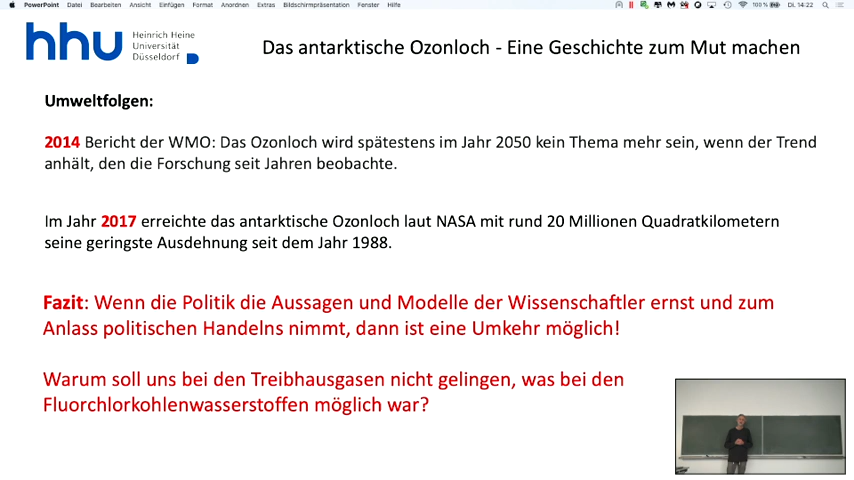 PowerPoint Datei Bearbeiten Ansicht Einfügen Format Anordnen Extras Bildschirmpräsentation Fenster Hilfe 100 % Di. 14:22
hhu Heinrich Heine
Universität
Düsseldorf
Das antarktische Ozonloch - Eine Geschichte zum Mut machen
Umweltfolgen:
2014 Bericht der WMO: Das Ozonloch wird spätestens im Jahr 2050 kein Thema mehr sein, wenn der Trend
anhält, den die Forschung seit Jahren beobachte.
Im Jahr 2017 erreichte das antarktische Ozonloch laut NASA mit rund 20 Millionen Quadratkilometern
seine geringste Ausdehnung seit dem Jahr 1988.
Fazit: Wenn die Politik die Aussagen und Modelle der Wissenschaftler ernst und zum
Anlass politischen Handelns nimmt, dann ist eine Umkehr möglich!
Warum soll uns bei den Treibhausgasen nicht gelingen, was bei den
Fluorchlorkohlenwasserstoffen möglich war?